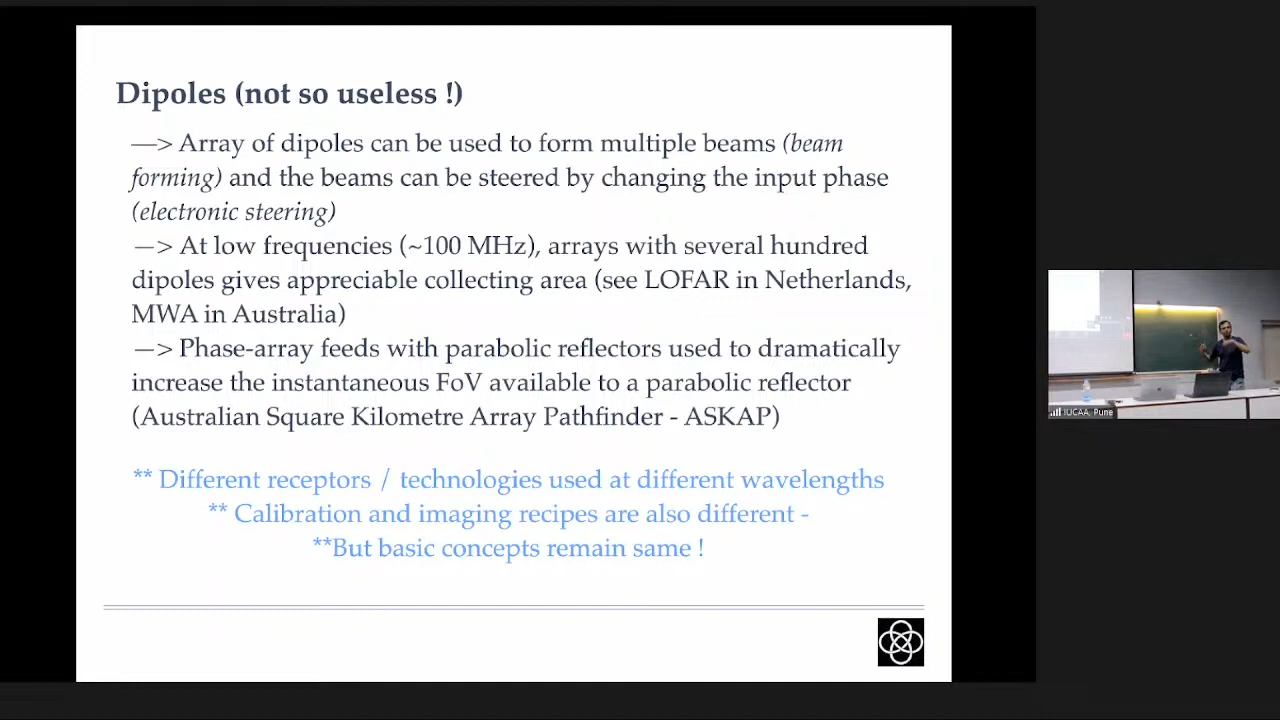 Dipoles (not so useless !)
—> Array of dipoles can be used to form multiple beams (beam
forming) and the beams can be steered by changing the input phase
(electronic steering)
—> At low frequencies (~100 MHz), arrays with several hundred
dipoles gives appreciable collecting area (see LOFAR in Netherlands,
MWA in Australia)
—> Phase-array feeds with parabolic reflectors used to dramatically
increase the instantaneous FoV available to a parabolic reflector
(Australian Square Kilometre Array Pathfinder - ASKAP)
** Different receptors / technologies used at different wavelengths
** Calibration and imaging recipes are also different -
**But basic concepts remain same !
IUCAA, Pune